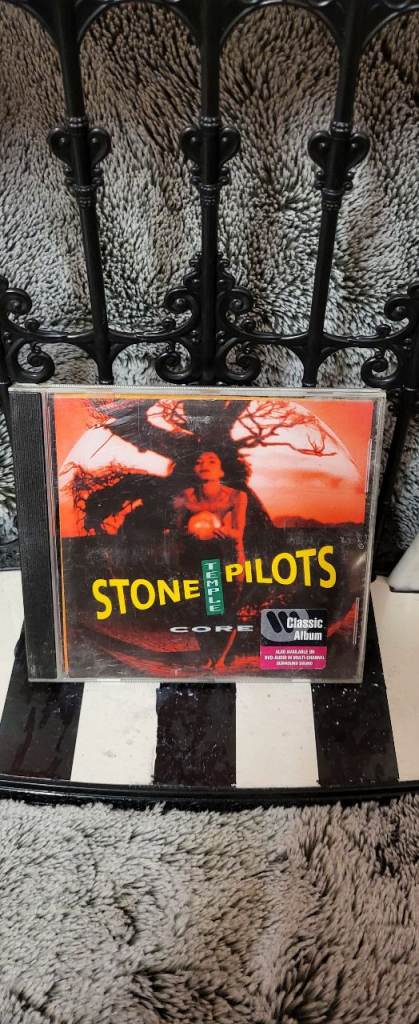 STONE TEMPLE PILOTS
CORE
W Classic
Album
ALSO AVAILABLE ON
DVD-AUDIO IN MULTI-CHANNEL
SURROUND SOUND